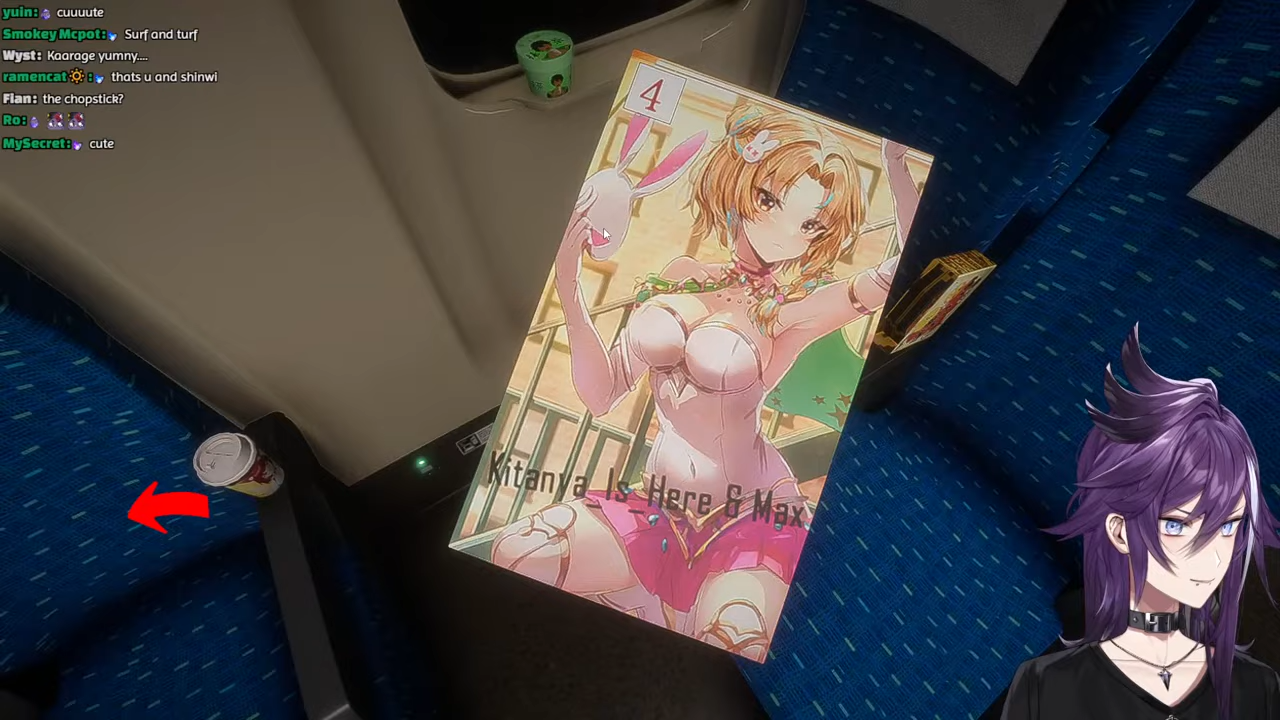 yuin: cuuuute
Smokey Mcpot: Surf and turf
Wyst: Kaarage yumny....
ramencat: thats u and shinwi
Fian: the chopstick?
Ro:
MySecret: cute
4
Kitanya_Is_Here & Max